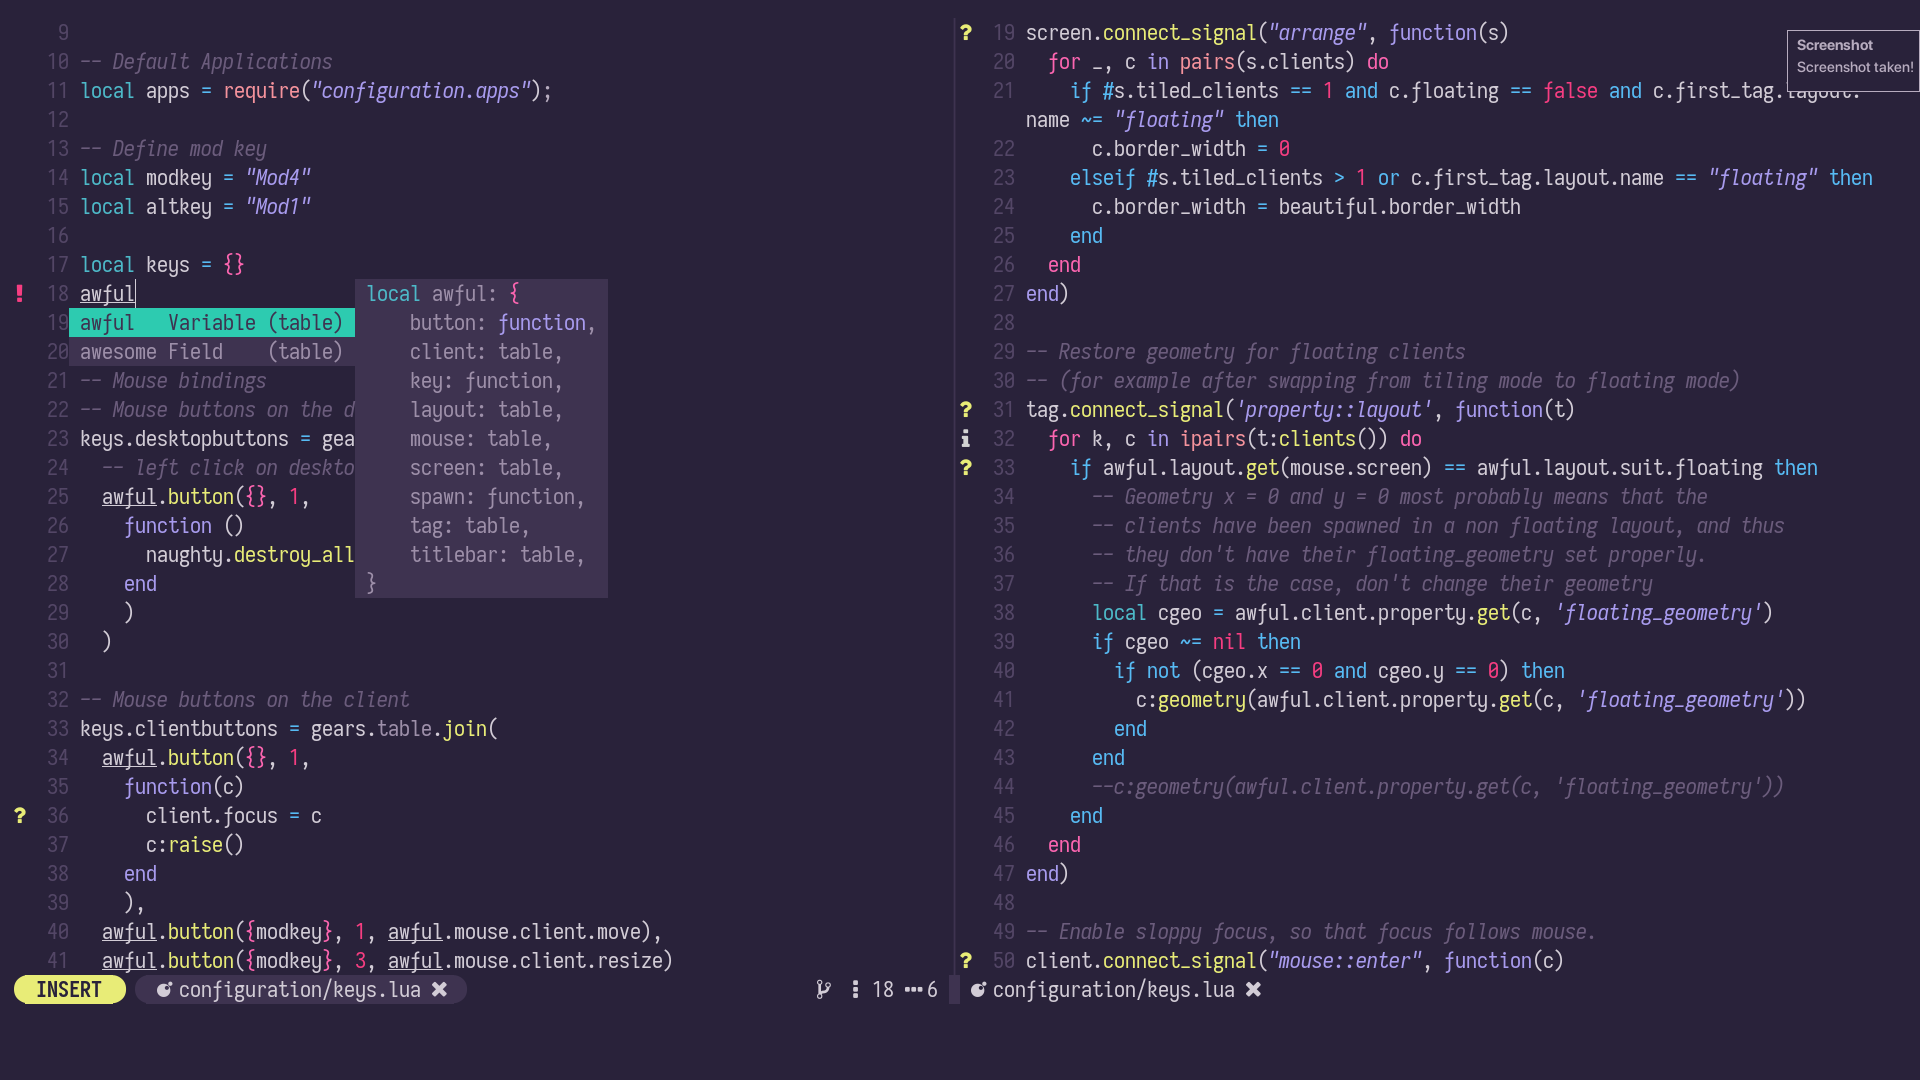 9
10 -- Default Applications
11 local apps = require("configuration.apps");
12
13 -- Define mod key
14 local modkey = "Mod4"
15 local altkey = "Mod1"
16
17 local keys = {}
! 18 awful
19 awful Variable (table)
20 awesome Field (table)
local awful: {
button: function,
client: table,
key: function,
layout: table,
mouse: table,
screen: table,
spawn: function,
tag: table,
titlebar: table,
}
21 -- Mouse bindings
22 -- Mouse buttons on the d
23 keys.desktopbuttons = gea
24 -- left click on deskto
25 awful.button({}, 1,
26 function ()
27 naughty.destroy_all
28 end
29 )
30 )
31
32 -- Mouse buttons on the client
33 keys.clientbuttons = gears.table.join(
34 awful.button({}, 1,
35 function(c)
? 36 client.focus = c
37 c:raise()
38 end
39 ),
40 awful.button({modkey}, 1, awful.mouse.client.move),
41 awful.button({modkey}, 3, awful.mouse.client.resize)
INSERT configuration/keys.lua 18 6
? 19 screen.connect_signal("arrange", function(s)
20 for _, c in pairs(s.clients) do
21 if #s.tiled_clients == 1 and c.floating == false and c.first_tag.layout.
name ~= "floating" then
22 c.border_width = 0
23 elseif #s.tiled_clients > 1 or c.first_tag.layout.name == "floating" then
24 c.border_width = beautiful.border_width
25 end
26 end
27 end)
28
29 -- Restore geometry for floating clients
30 -- (for example after swapping from tiling mode to floating mode)
? 31 tag.connect_signal('property::layout', function(t)
i 32 for k, c in ipairs(t:clients()) do
? 33 if awful.layout.get(mouse.screen) == awful.layout.suit.floating then
34 -- Geometry x = 0 and y = 0 most probably means that the
35 -- clients have been spawned in a non floating layout, and thus
36 -- they don't have their floating_geometry set properly.
37 -- If that is the case, don't change their geometry
38 local cgeo = awful.client.property.get(c, 'floating_geometry')
39 if cgeo ~= nil then
40 if not (cgeo.x == 0 and cgeo.y == 0) then
41 c:geometry(awful.client.property.get(c, 'floating_geometry'))
42 end
43 end
44 --c:geometry(awful.client.property.get(c, 'floating_geometry'))
45 end
46 end
47 end)
48
49 -- Enable sloppy focus, so that focus follows mouse.
? 50 client.connect_signal("mouse::enter", function(c)
configuration/keys.lua
Screenshot
Screenshot taken!